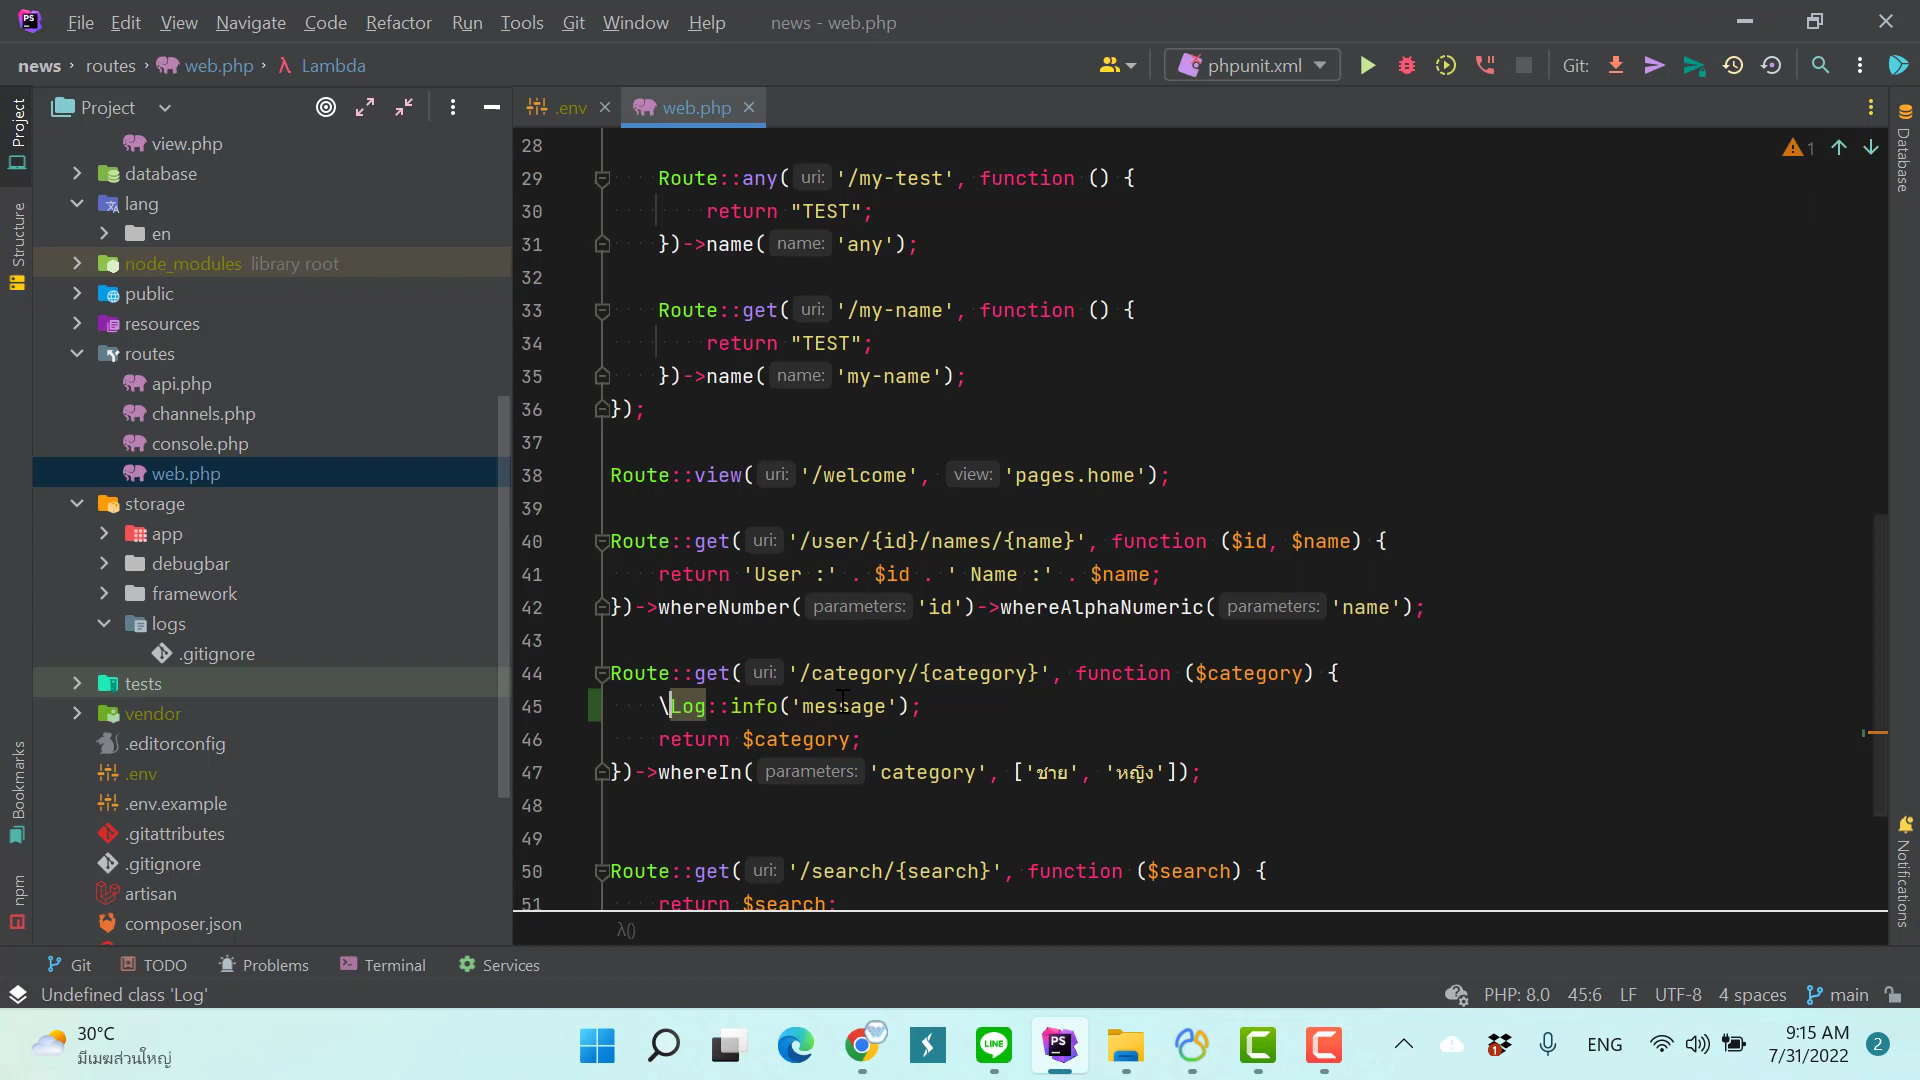 PS File Edit View Navigate Code Refactor Run Tools Git Window Help news - web.php
news routes web.php λ Lambda phpunit.xml Git:
Project
Structure
Bookmarks
npm
Project
view.php
database
lang
en
node_modules library root
public
resources
routes
api.php
channels.php
console.php
web.php
storage
app
debugbar
framework
logs
.gitignore
tests
vendor
.editorconfig
.env
.env.example
.gitattributes
.gitignore
artisan
composer.json
.env web.php
1
28
29 Route::any( uri: '/my-test', function () {
30 return "TEST";
31 })->name( name: 'any');
32
33 Route::get( uri: '/my-name', function () {
34 return "TEST";
35 })->name( name: 'my-name');
36 });
37
38 Route::view( uri: '/welcome', view: 'pages.home');
39
40 Route::get( uri: '/user/{id}/names/{name}', function ($id, $name) {
41 return 'User :' . $id . ' Name :' . $name;
42 })->whereNumber( parameters: 'id')->whereAlphaNumeric( parameters: 'name');
43
44 Route::get( uri: '/category/{category}', function ($category) {
45 \Log::info('message');
46 return $category;
47 })->whereIn( parameters: 'category', ['ชาย', 'หญิง']);
48
49
50 Route::get( uri: '/search/{search}', function ($search) {
51 return $search;
λ()
Database
Notifications
Git TODO Problems Terminal Services
Undefined class 'Log' PHP: 8.0 45:6 LF UTF-8 4 spaces main
30°C
มีเมฆส่วนใหญ่
LINE
PS
1
ENG
9:15 AM
7/31/2022
2